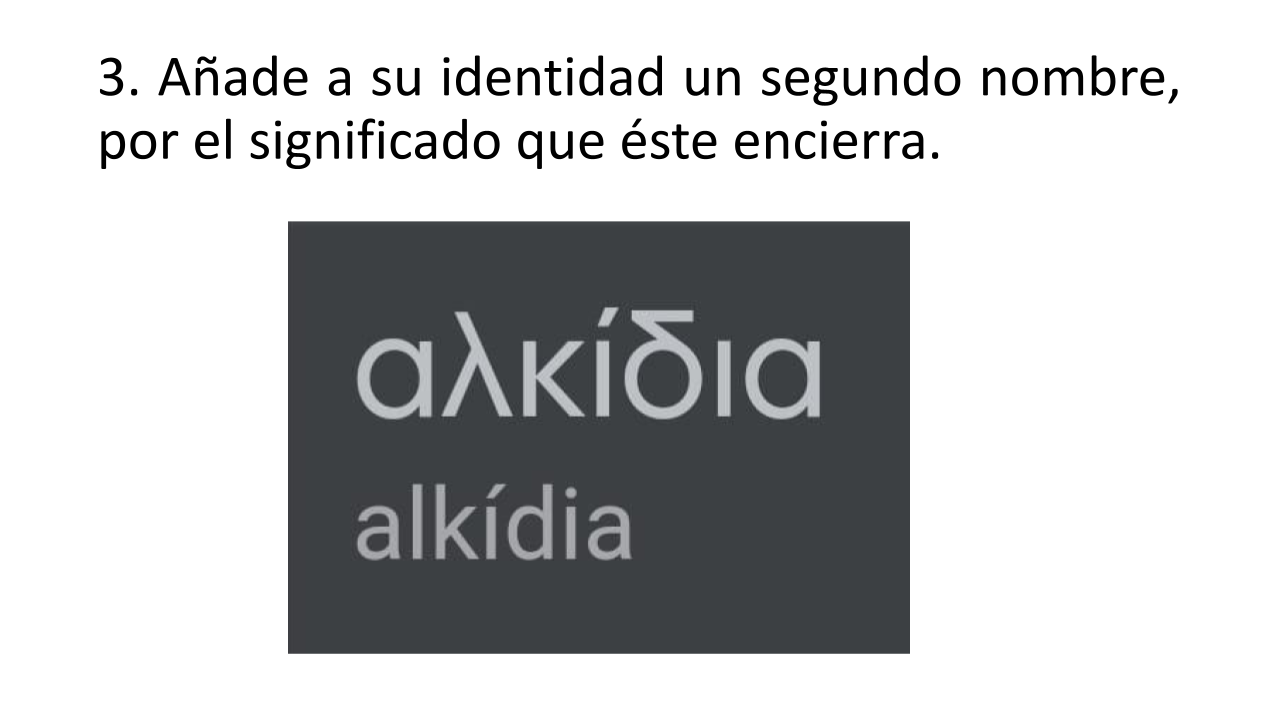 3. Añade a su identidad un segundo nombre,
por el significado que éste encierra.
αλκίδια
alkídia